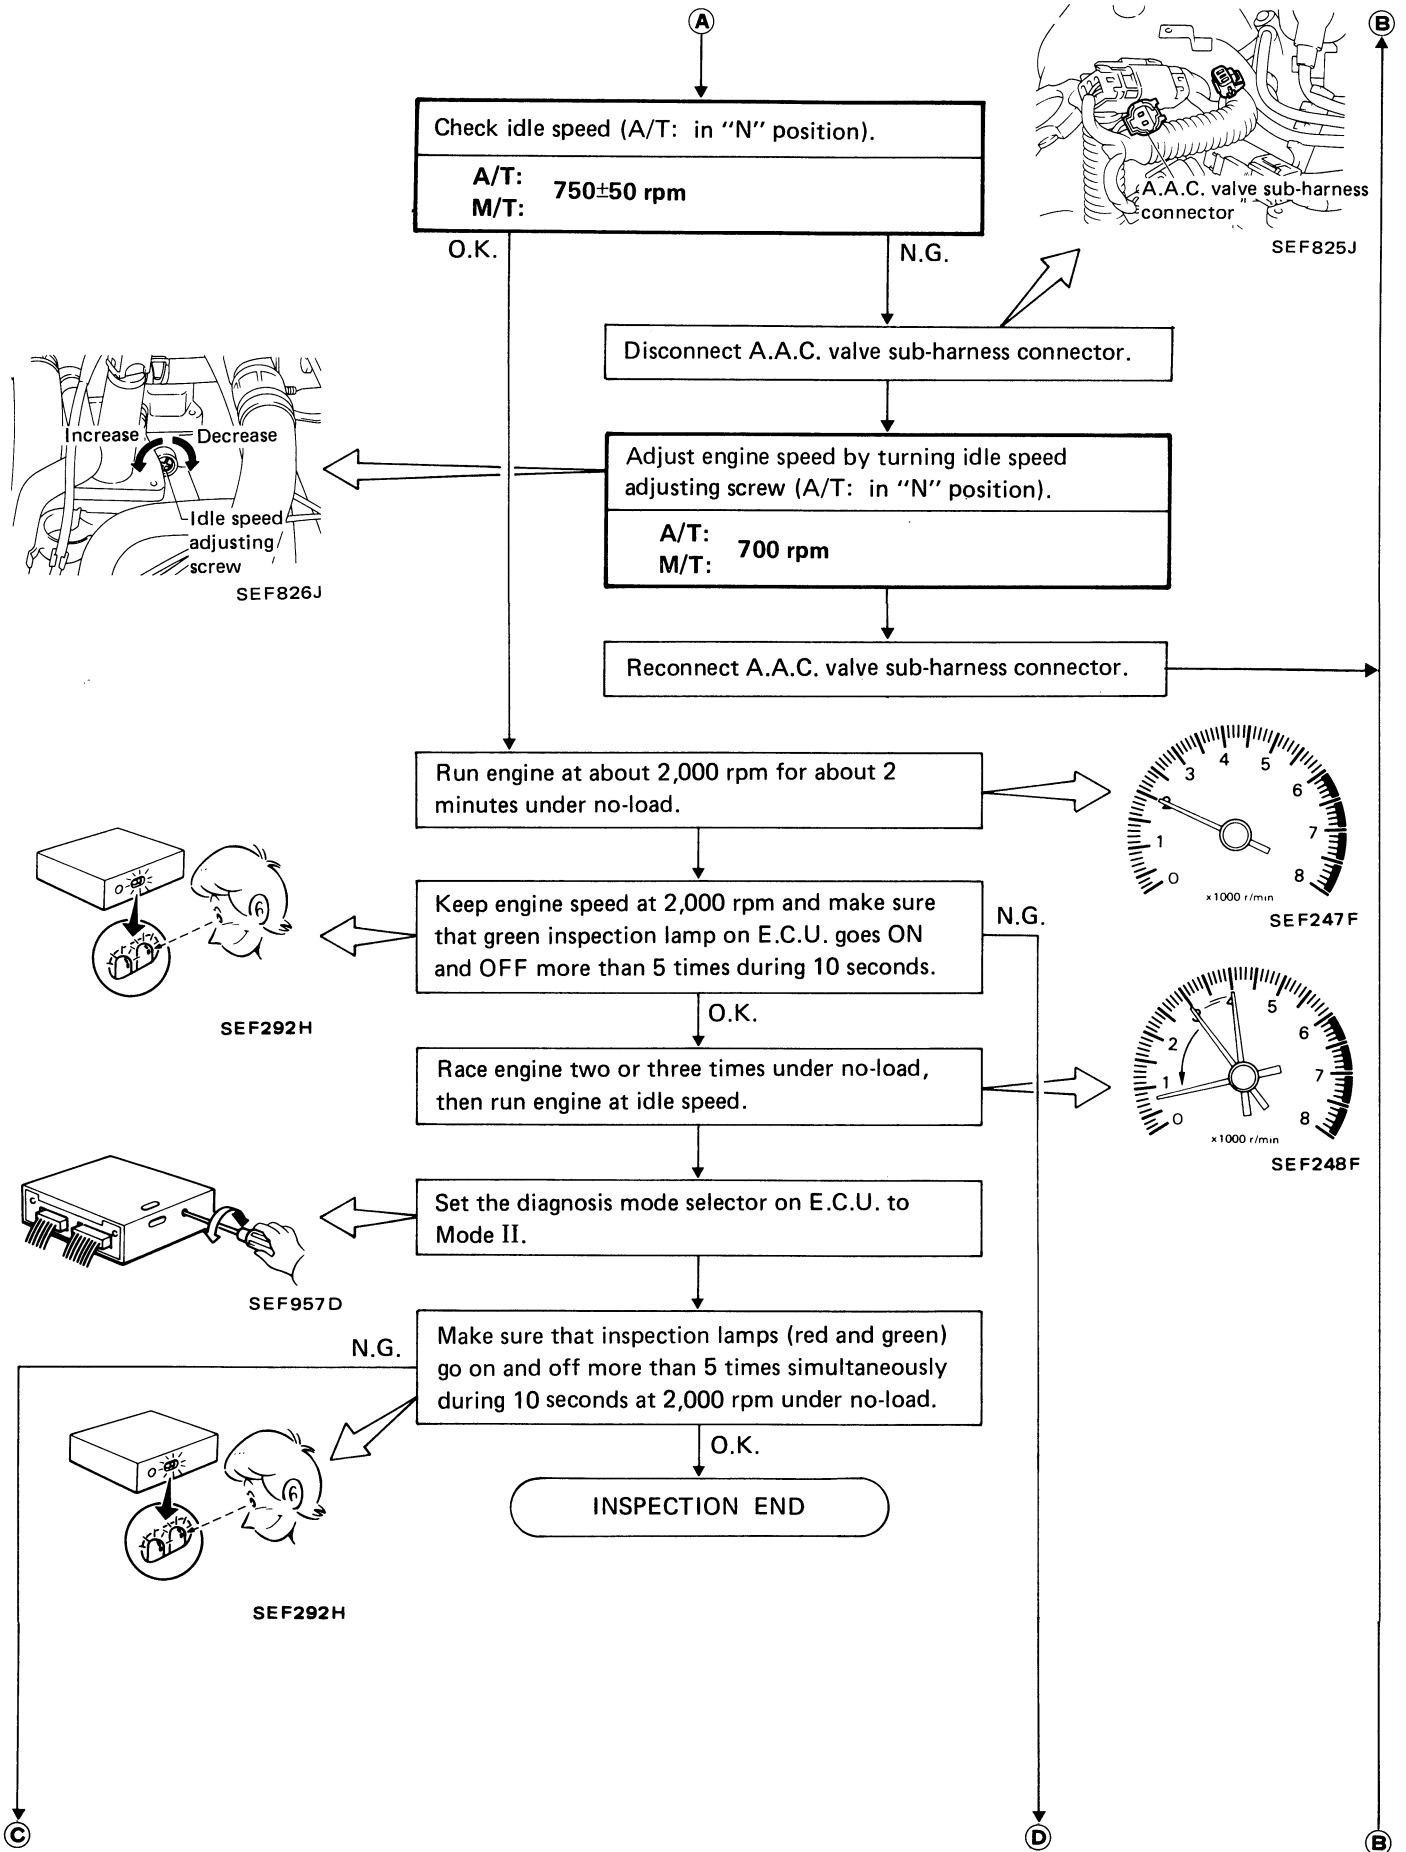 A
B
Check idle speed (A/T: in "N" position).
A/T:
M/T:
750±50 rpm
A.A.C. valve sub-harness
connector
SEF825J
O.K.
N.G.
Disconnect A.A.C. valve sub-harness connector.
Increase
Decrease
Idle speed
adjusting
screw
SEF826J
Adjust engine speed by turning idle speed
adjusting screw (A/T: in "N" position).
A/T:
M/T:
700 rpm
Reconnect A.A.C. valve sub-harness connector.
Run engine at about 2,000 rpm for about 2
minutes under no-load.
0
1
2
3
4
5
6
7
8
x1000 r/min
SEF247F
Keep engine speed at 2,000 rpm and make sure
that green inspection lamp on E.C.U. goes ON
and OFF more than 5 times during 10 seconds.
N.G.
SEF292H
O.K.
Race engine two or three times under no-load,
then run engine at idle speed.
0
1
2
3
4
5
6
7
8
x1000 r/min
SEF248F
Set the diagnosis mode selector on E.C.U. to
Mode II.
SEF957D
N.G.
Make sure that inspection lamps (red and green)
go on and off more than 5 times simultaneously
during 10 seconds at 2,000 rpm under no-load.
O.K.
INSPECTION END
SEF292H
C
D
B